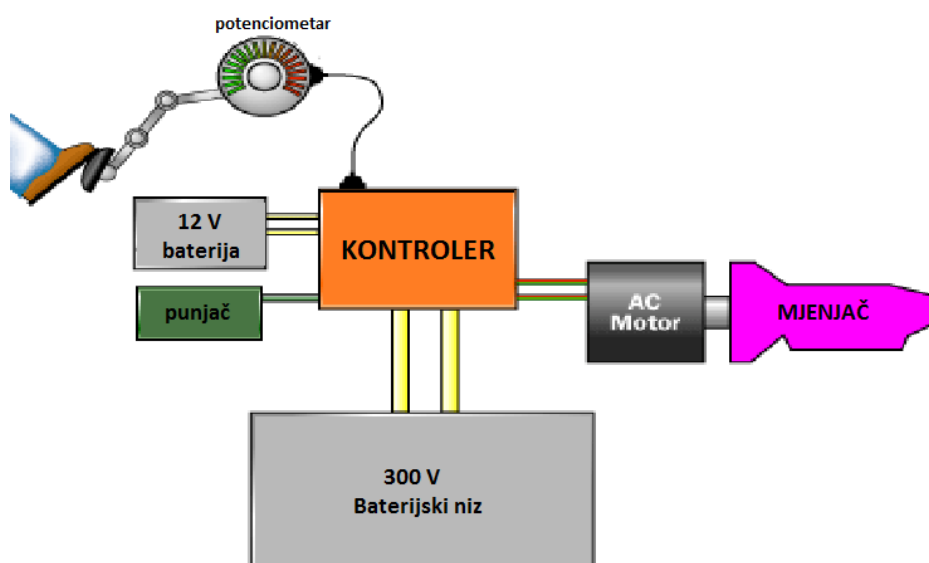 potenciometar
12 V
baterija
KONTROLER
punjač
AC
Motor
MJENJAČ
300 V
Baterijski niz